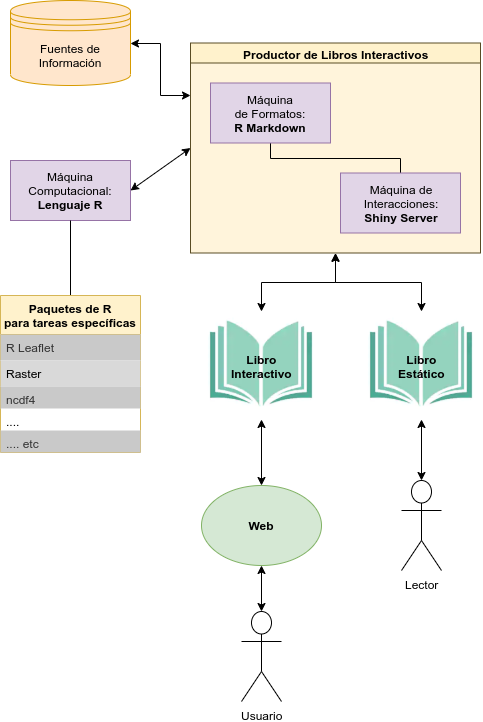 Fuentes de
Información
Productor de Libros Interactivos
Máquina
de Formatos:
R Markdown
Máquina
Computacional:
Lenguaje R
Máquina de
Interacciones:
Shiny Server
Paquetes de R
para tareas específicas
R Leaflet
Raster
ncdf4
....
.... etc
Libro
Interactivo
Libro
Estático
Web
Lector
Usuario